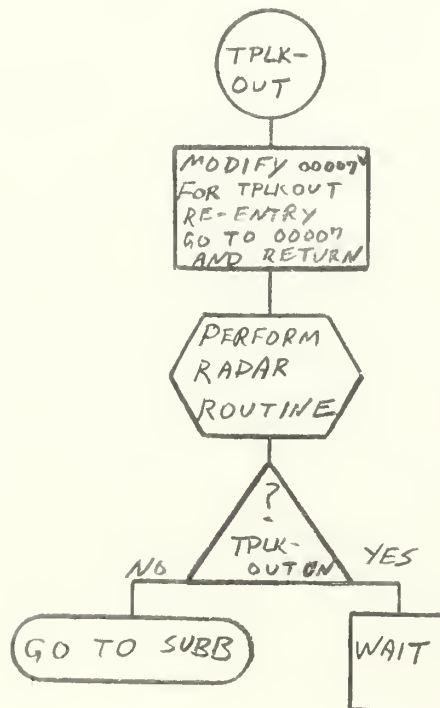 TPLK-
OUT
MODIFY 00007
FOR TPLKOUT
RE-ENTRY
GO TO 00007
AND RETURN
PERFORM
RADAR
ROUTINE
?
TPLK-
OUT ON
NO
YES
GO TO SUBB
WAIT